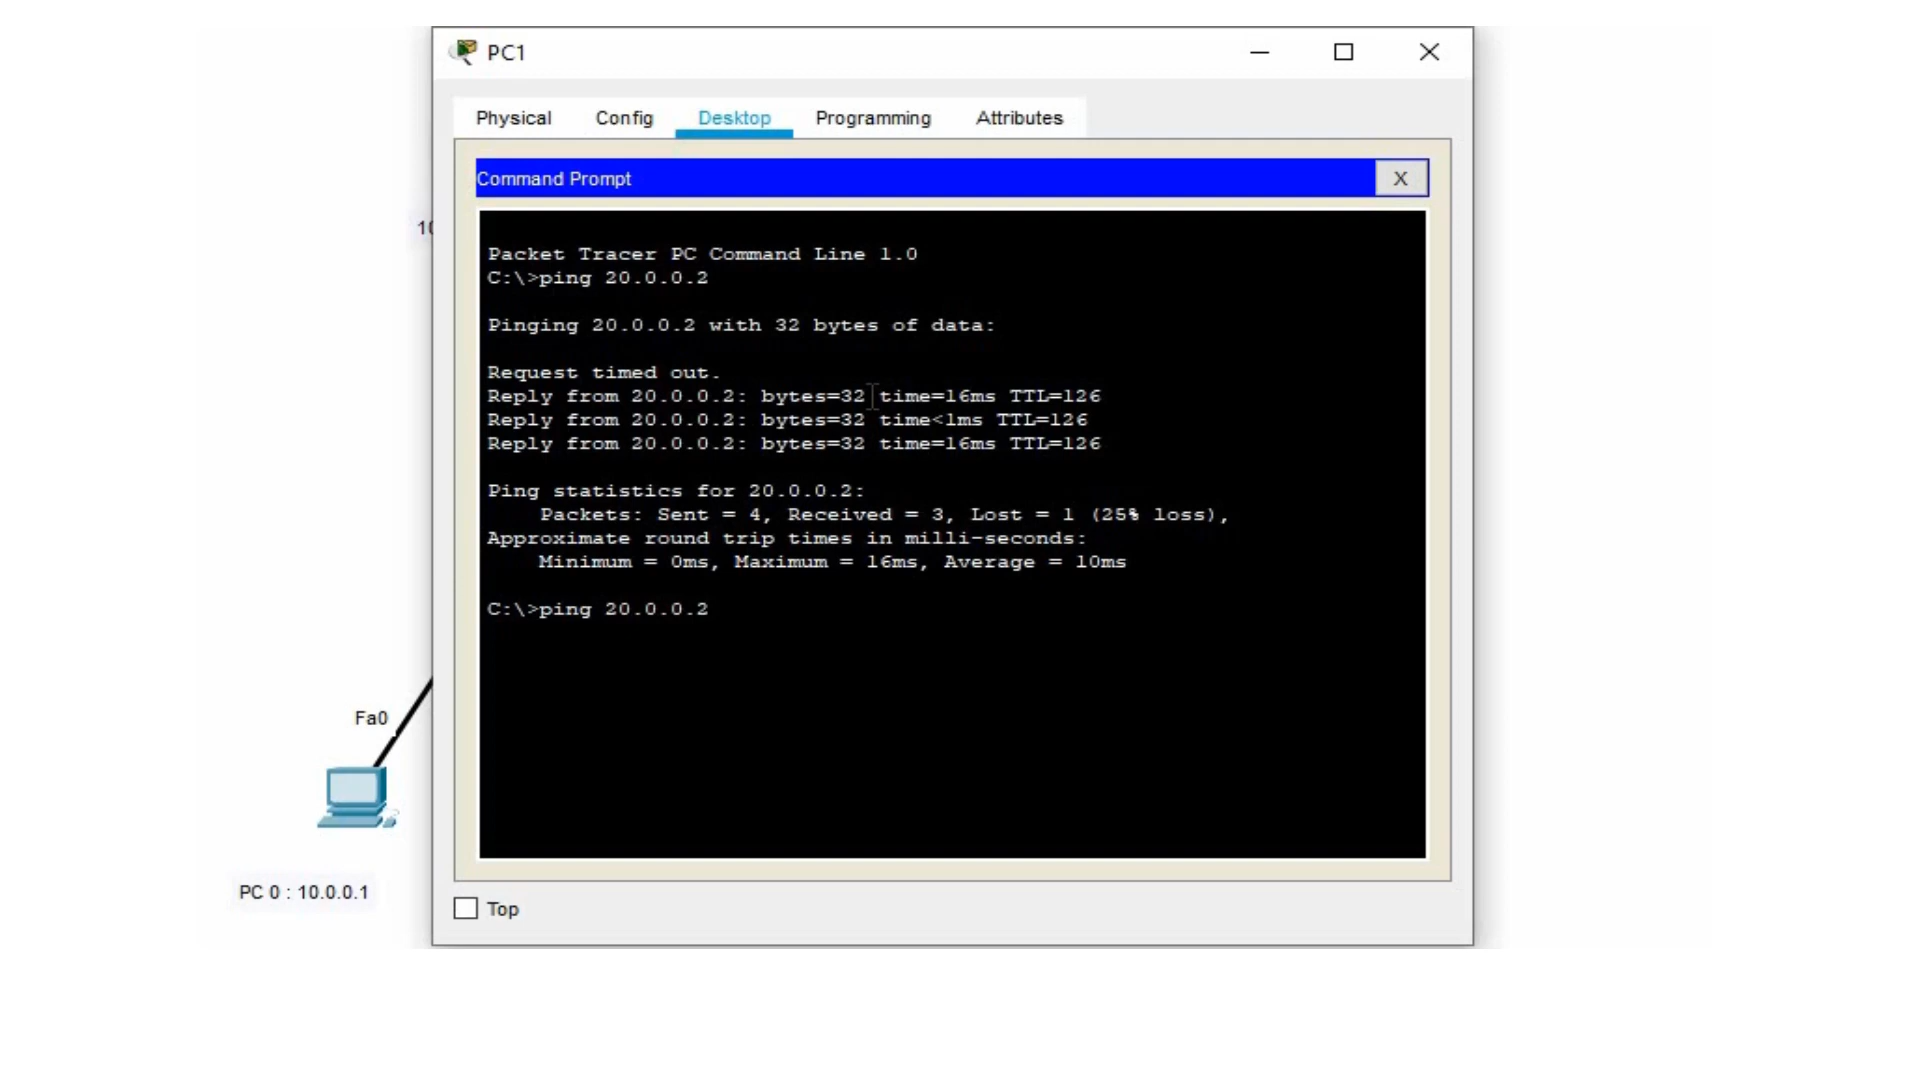 PC1
Physical Config Desktop Programming Attributes
Command Prompt X
Packet Tracer PC Command Line 1.0
C:\>ping 20.0.0.2
Pinging 20.0.0.2 with 32 bytes of data:
Request timed out.
Reply from 20.0.0.2: bytes=32 time=16ms TTL=126
Reply from 20.0.0.2: bytes=32 time<1ms TTL=126
Reply from 20.0.0.2: bytes=32 time=16ms TTL=126
Ping statistics for 20.0.0.2:
Packets: Sent = 4, Received = 3, Lost = 1 (25% loss),
Approximate round trip times in milli-seconds:
Minimum = 0ms, Maximum = 16ms, Average = 10ms
C:\>ping 20.0.0.2
Fa0
PC 0 : 10.0.0.1
Top